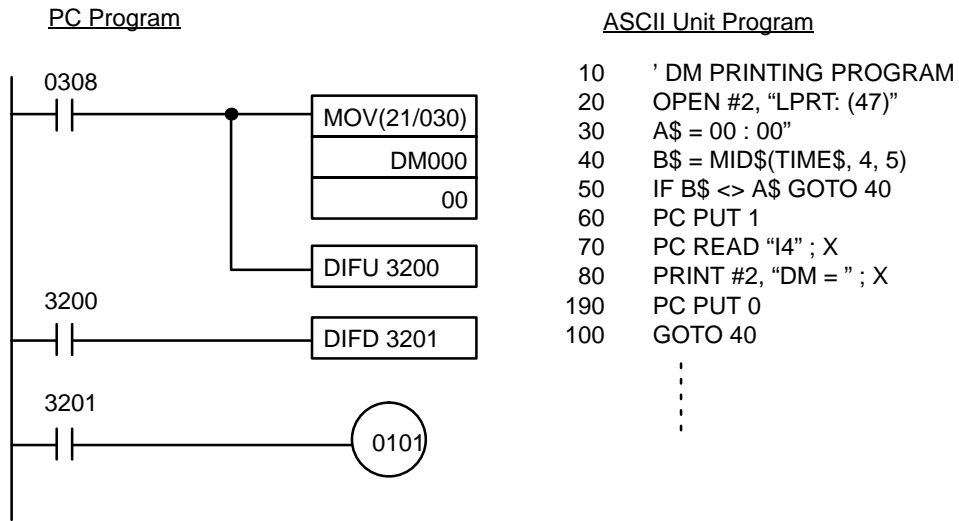 PC Program
0308
MOV(21/030)
DM000
00
DIFU 3200
3200
DIFD 3201
3201
0101
ASCII Unit Program
10 ’ DM PRINTING PROGRAM
20 OPEN #2, “LPRT: (47)”
30 A$ = 00 : 00”
40 B$ = MID$(TIME$, 4, 5)
50 IF B$ <> A$ GOTO 40
60 PC PUT 1
70 PC READ “I4” ; X
80 PRINT #2, “DM = ” ; X
190 PC PUT 0
100 GOTO 40